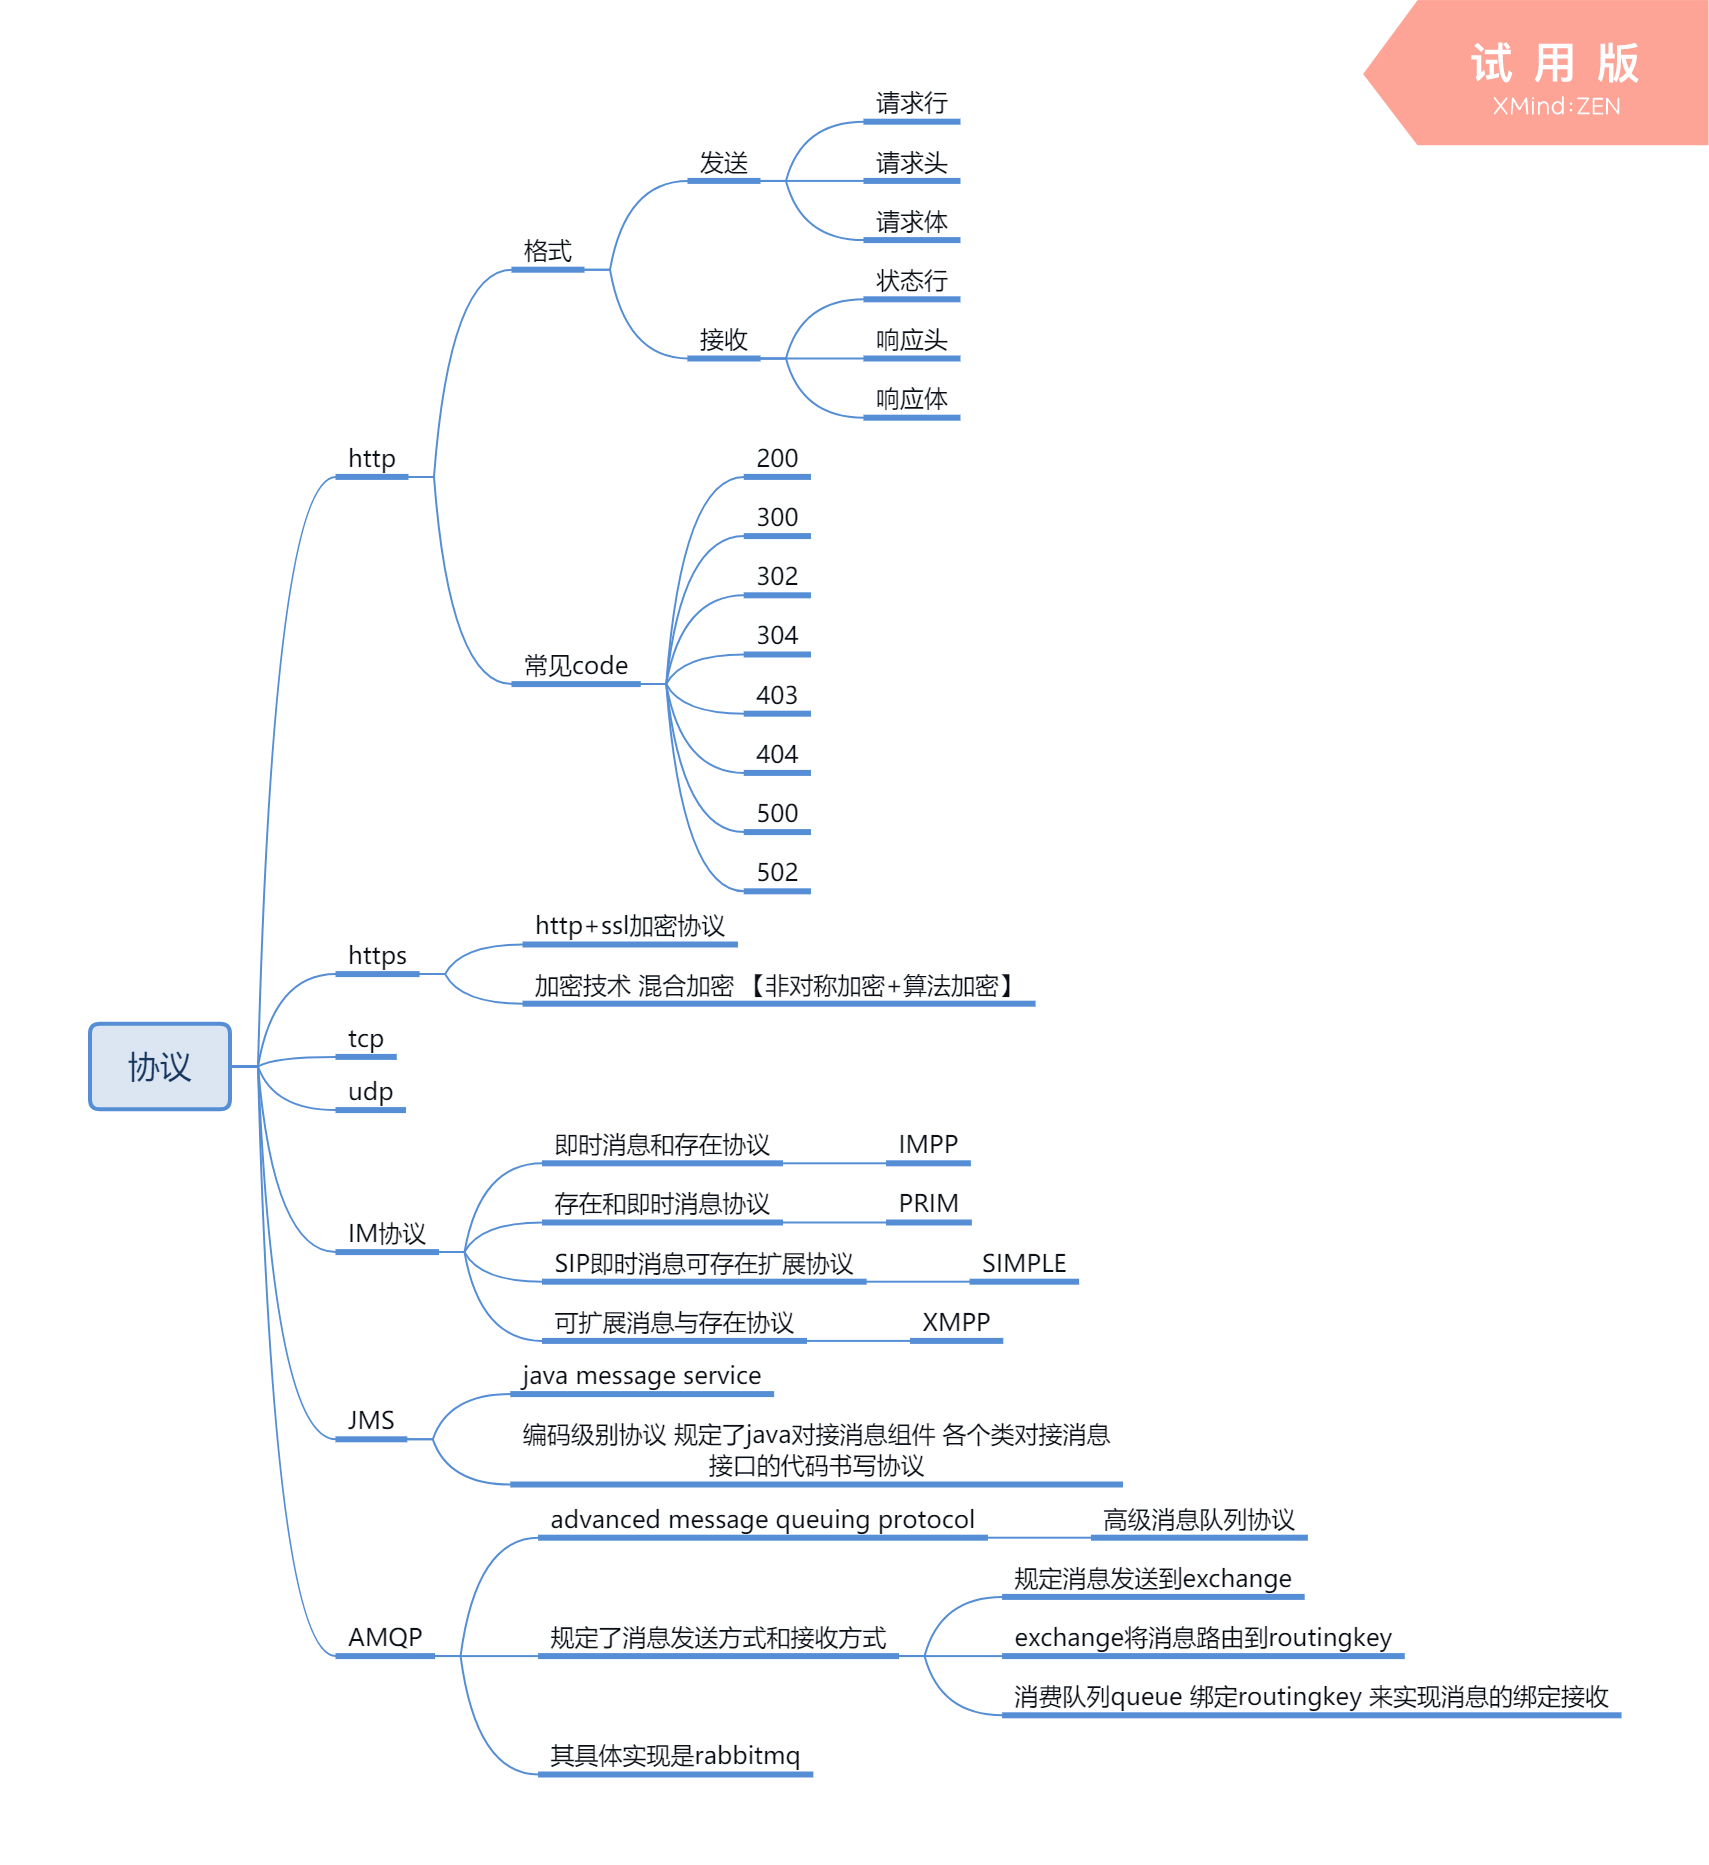 试用版
XMind:ZEN
请求行
发送
请求头
请求体
格式
状态行
接收
响应头
响应体
http
200
300
302
304
常见code
403
404
500
502
https
http+ssl加密协议
加密技术 混合加密 【非对称加密+算法加密】
协议
tcp
udp
即时消息和存在协议
IMPP
存在和即时消息协议
PRIM
IM协议
SIP即时消息可存在扩展协议
SIMPLE
可扩展消息与存在协议
XMPP
java message service
JMS
编码级别协议 规定了java对接消息组件 各个类对接消息
接口的代码书写协议
advanced message queuing protocol
高级消息队列协议
规定消息发送到exchange
AMQP
规定了消息发送方式和接收方式
exchange将消息路由到routingkey
消费队列queue 绑定routingkey 来实现消息的绑定接收
其具体实现是rabbitmq